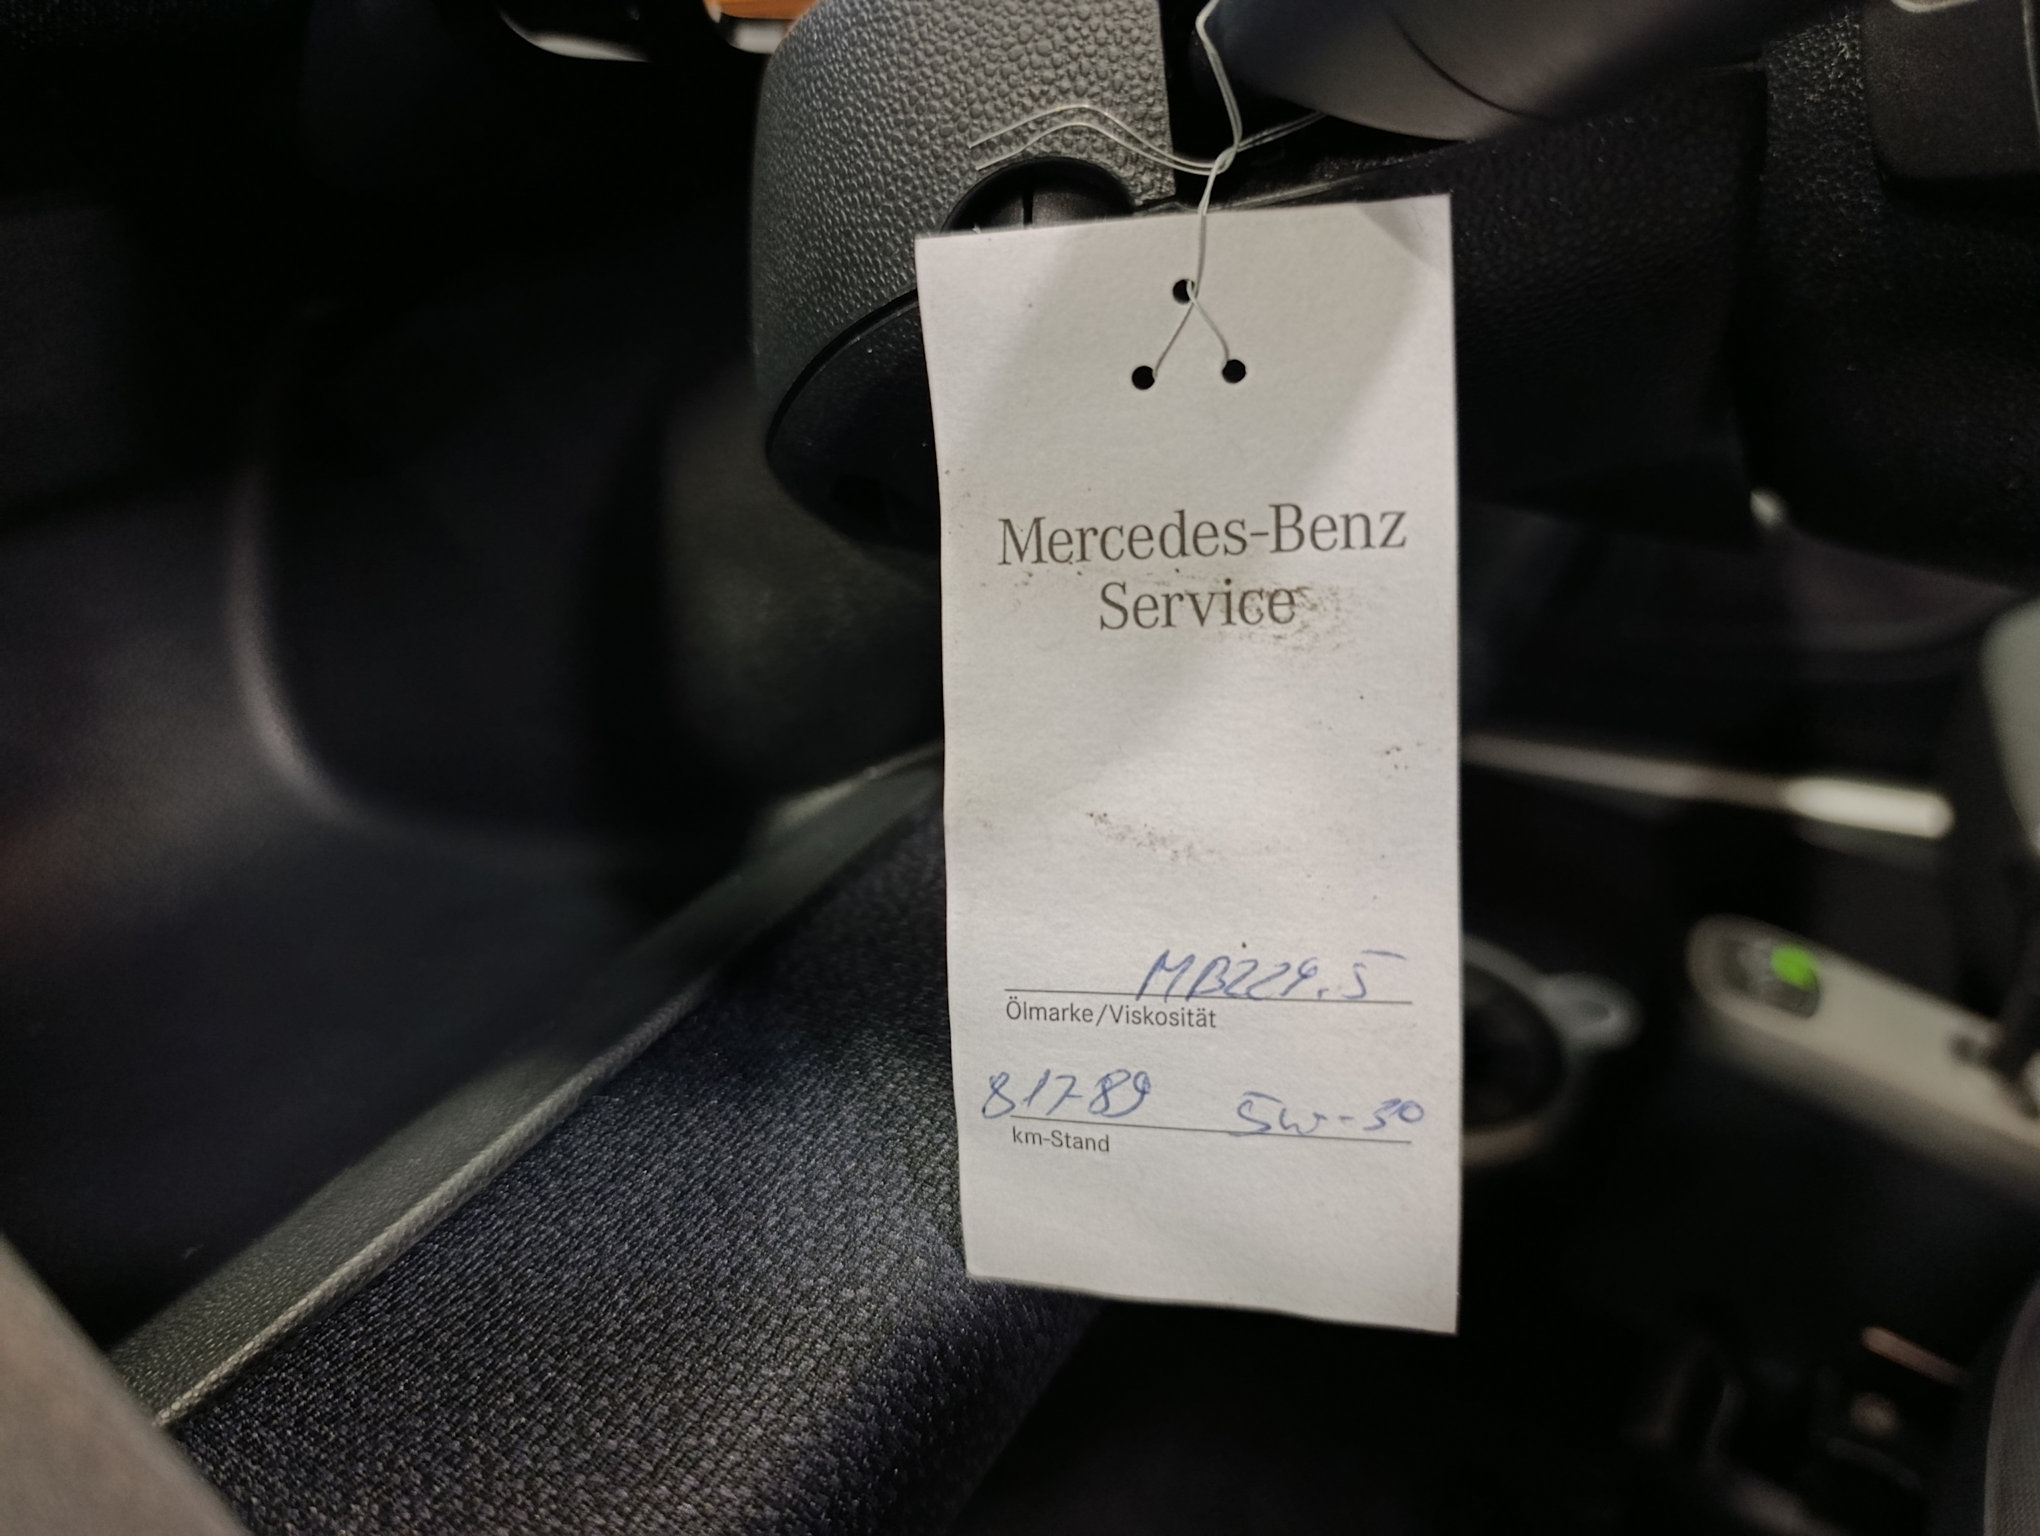 Mercedes-Benz
Service
MB229.5
Ölmarke/Viskosität
81789 5w-30
km-Stand